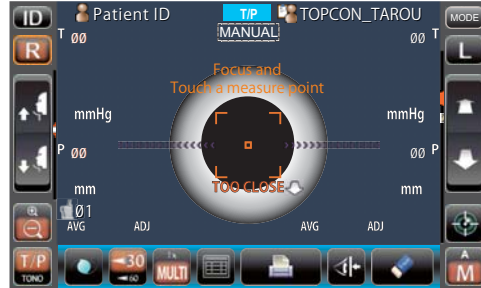 ID Patient ID T/P TOPCON_TAROU MODE
MANUAL
R T 00 00 T L
Focus and
Touch a measure point
mmHg mmHg
P 00 00 P
mm TOO CLOSE mm
01
AVG ADJ AVG ADJ
T/P TONO 30 60 MULTI A M